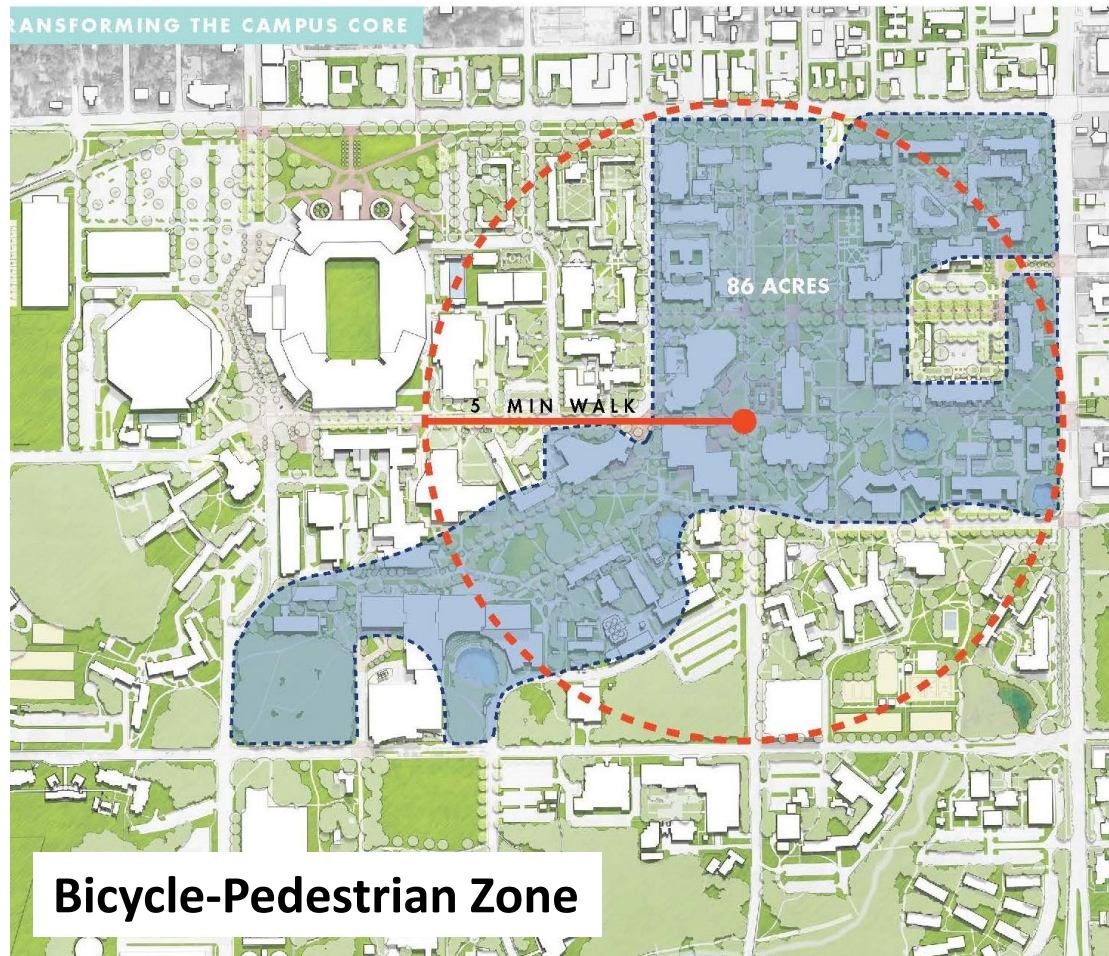 RANSFORMING THE CAMPUS CORE
86 ACRES
5 MIN WALK
Bicycle-Pedestrian Zone